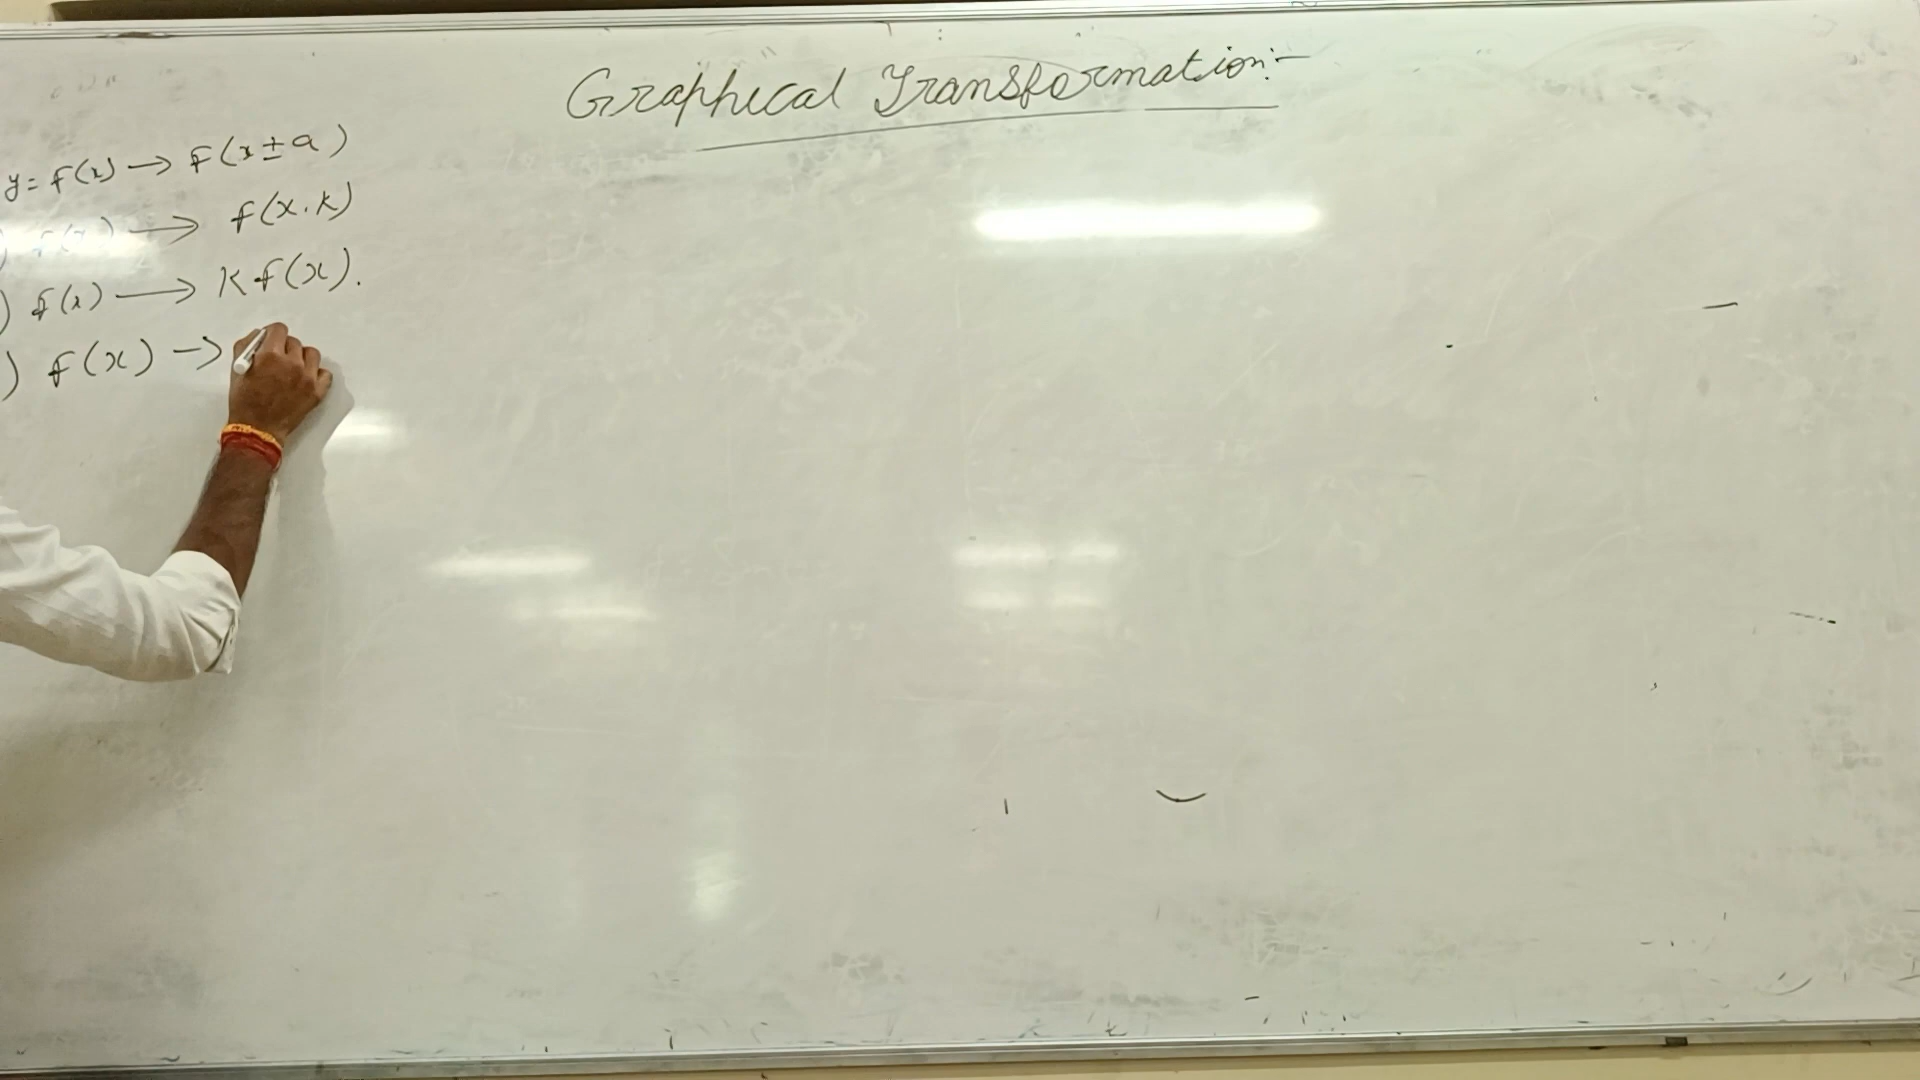 Graphical Transformation:-
y = f(x) → f(x ± a)
) f(x) → f(x.k)
) f(x) → K f(x).
) f(x) →